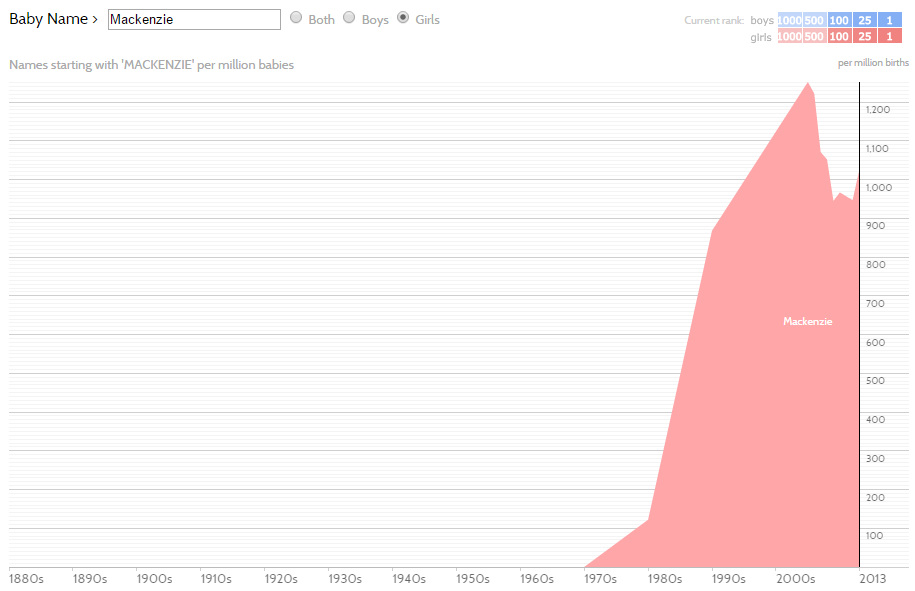 Baby Name > Mackenzie Both Boys Girls
Current rank: boys 1000 500 100 25 1
girls 1000 500 100 25 1
Names starting with 'MACKENZIE' per million babies
per million births
1,200
1,100
1,000
900
800
700
Mackenzie
600
500
400
300
200
100
1880s 1890s 1900s 1910s 1920s 1930s 1940s 1950s 1960s 1970s 1980s 1990s 2000s 2013